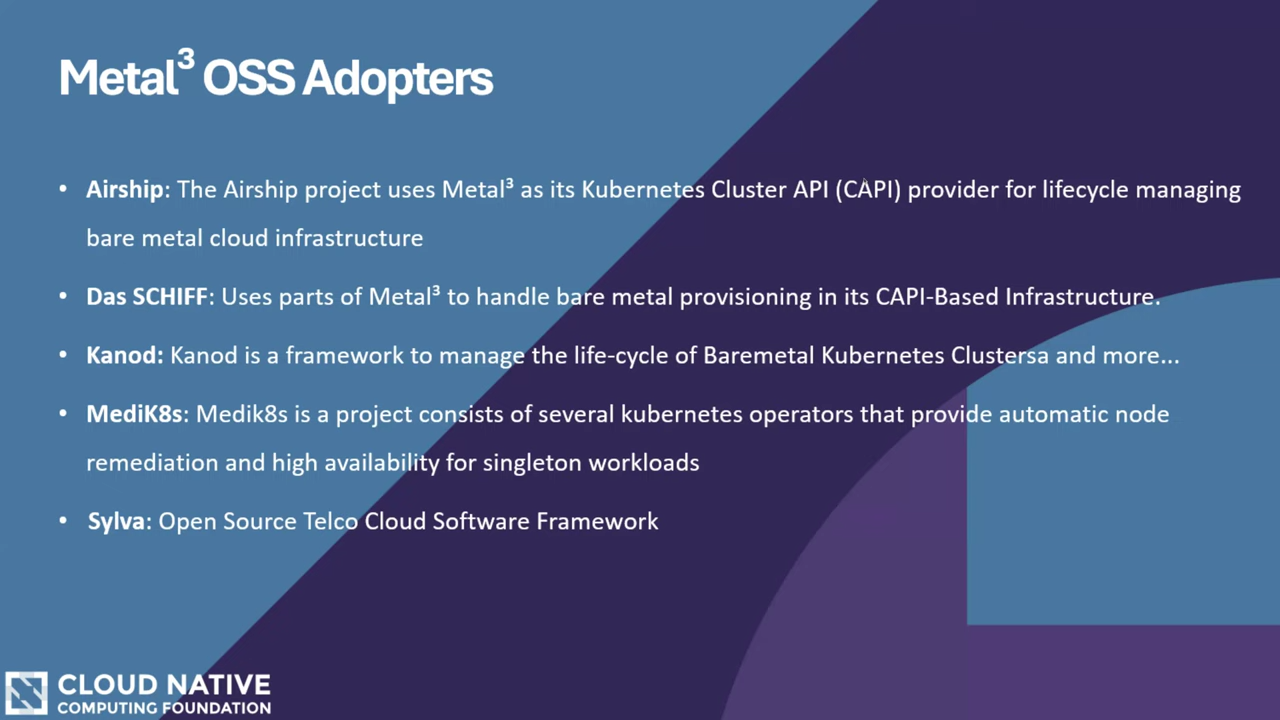 Metal³ OSS Adopters
• Airship: The Airship project uses Metal³ as its Kubernetes Cluster API (CAPI) provider for lifecycle managing
bare metal cloud infrastructure
• Das SCHIFF: Uses parts of Metal³ to handle bare metal provisioning in its CAPI-Based Infrastructure.
• Kanod: Kanod is a framework to manage the life-cycle of Baremetal Kubernetes Clustersa and more...
• MediK8s: Medik8s is a project consists of several kubernetes operators that provide automatic node
remediation and high availability for singleton workloads
• Sylva: Open Source Telco Cloud Software Framework
CLOUD NATIVE
COMPUTING FOUNDATION